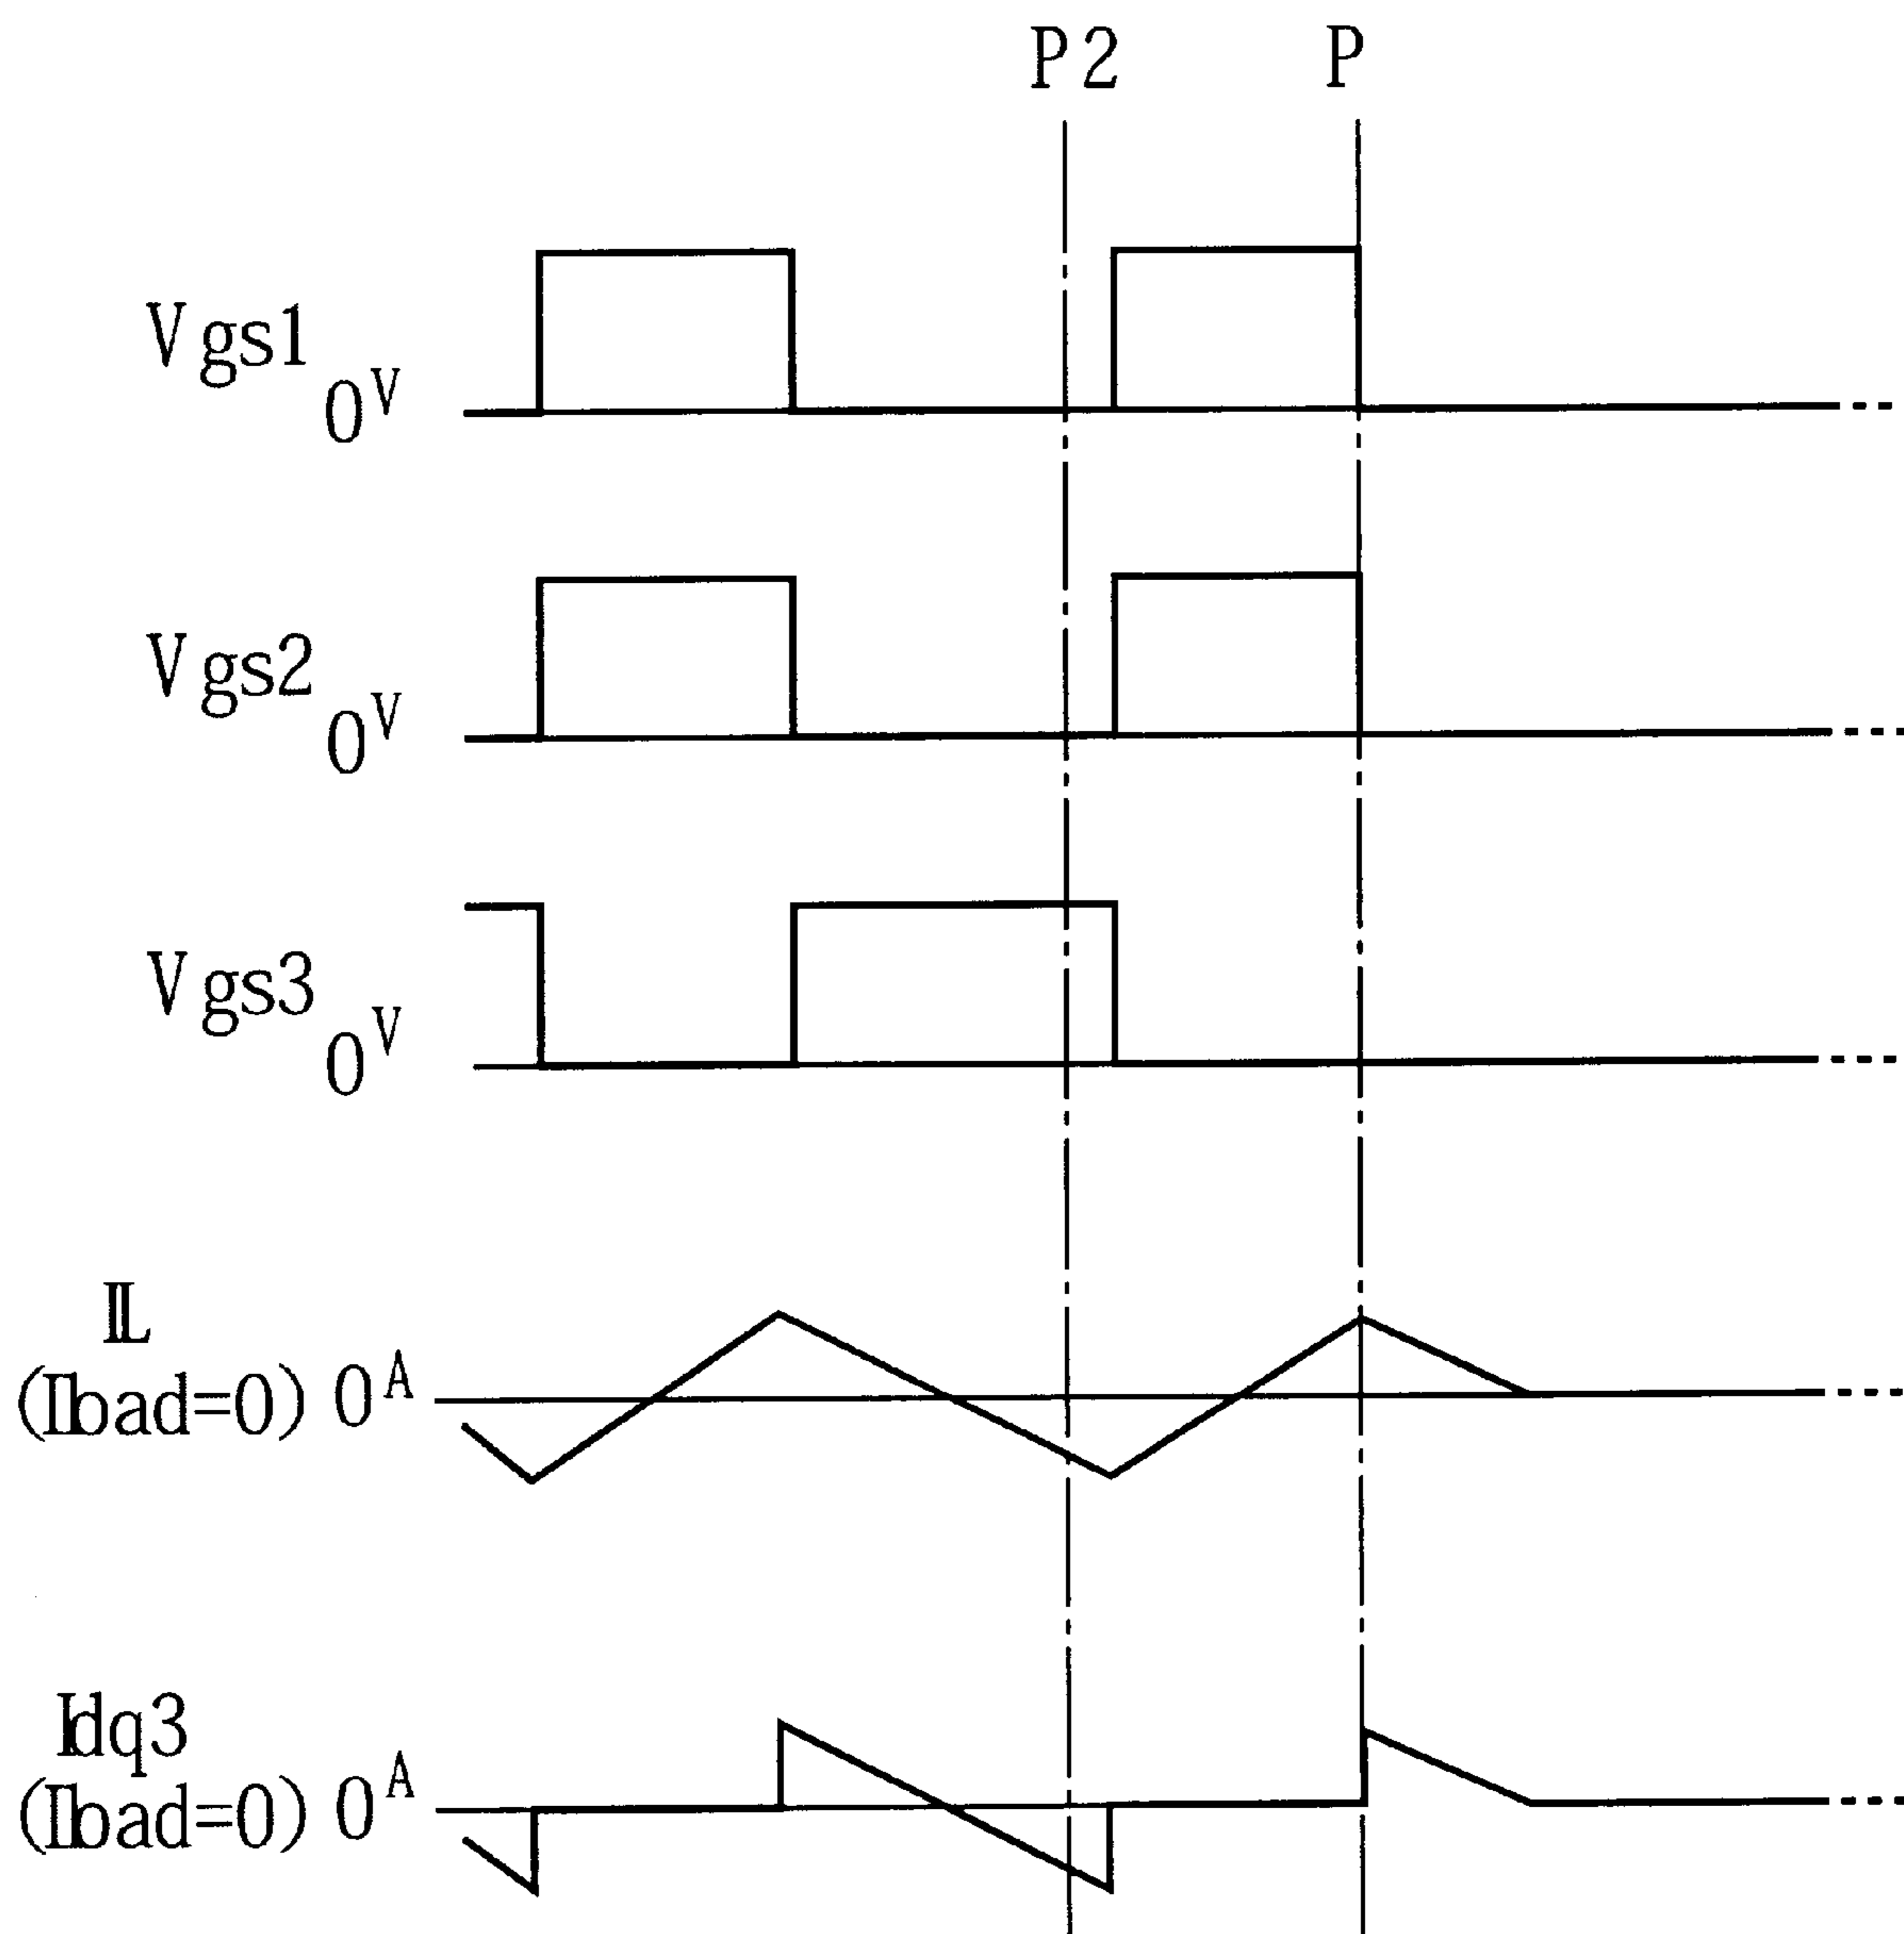 P2 P
Vgs1 0V
Vgs2 0V
Vgs3 0V
IL
(Iload=0) 0A
Idq3
(Iload=0) 0A